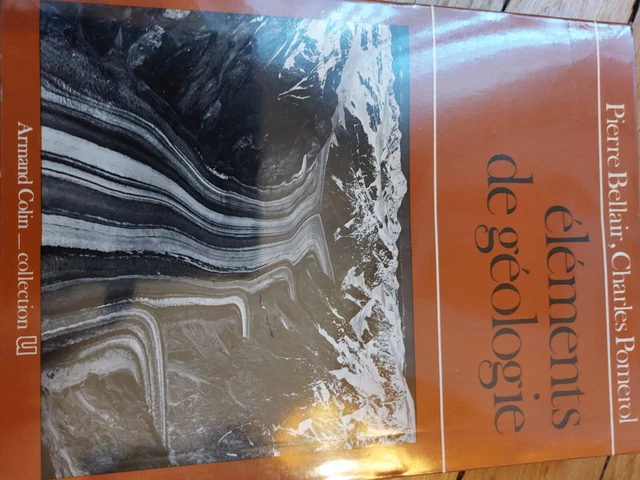 Pierre Bellair, Charles Pomerol
éléments
de géologie
Armand Colin _ collection U